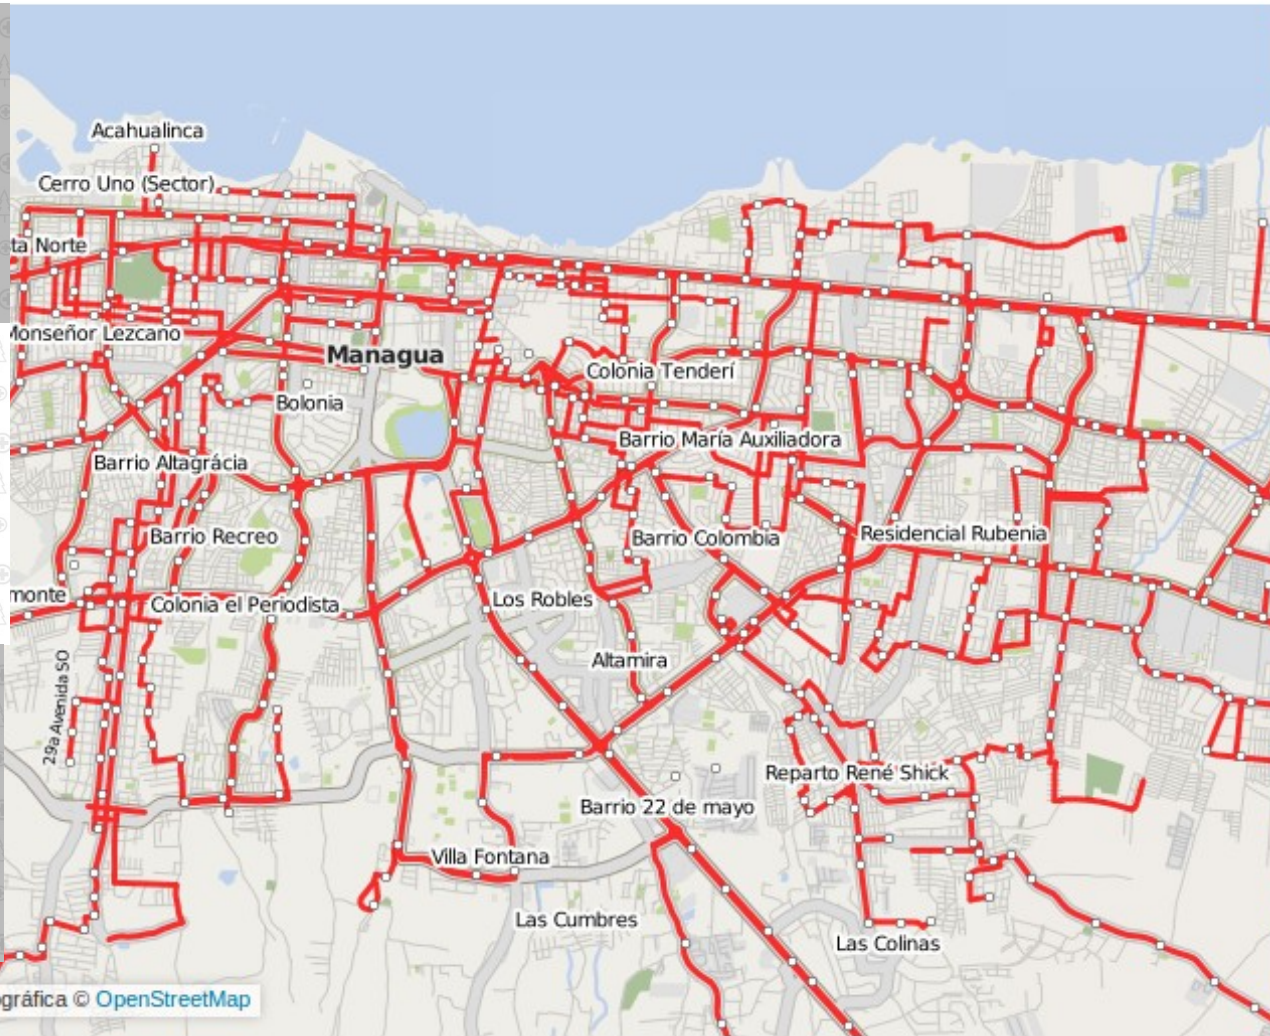 Acahualinca
Cerro Uno (Sector)
ta Norte
Monseñor Lezcano
Managua
Colonia Tenderí
Bolonia
Barrio María Auxiliadora
Barrio Altagrácia
Barrio Recreo
Barrio Colombia
Residencial Rubenia
monte
Colonia el Periodista
Los Robles
Altamira
29a Avenida SO
Reparto René Shick
Barrio 22 de mayo
Villa Fontana
Las Cumbres
Las Colinas
gráfica © OpenStreetMap